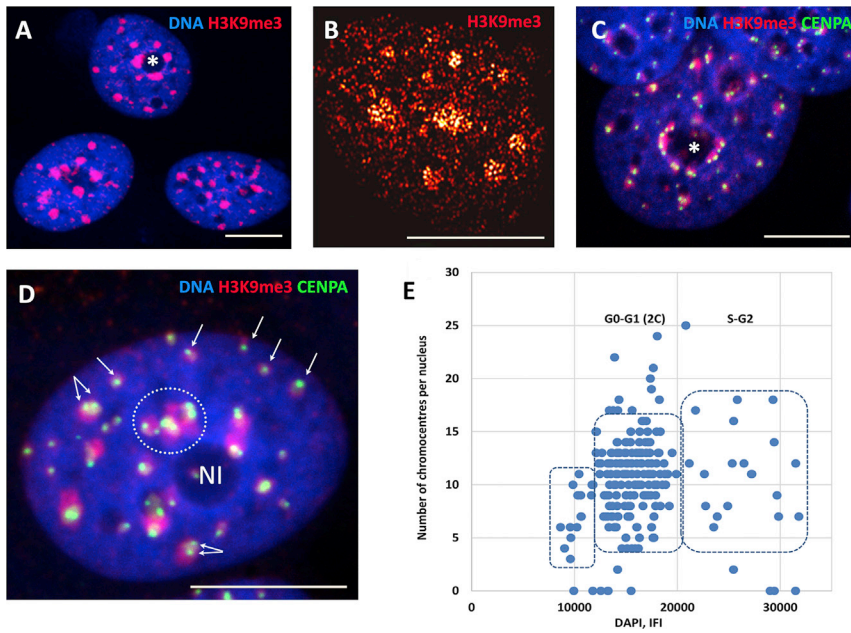 A
DNA H3K9me3
*
B
H3K9me3
C
DNA H3K9me3 CENPA
*
D
DNA H3K9me3 CENPA
NI
E
G0-G1 (2C)
S-G2
Number of chromocentres per nucleus
30
25
20
15
10
5
0
0 10000 20000 30000
DAPI, IFI